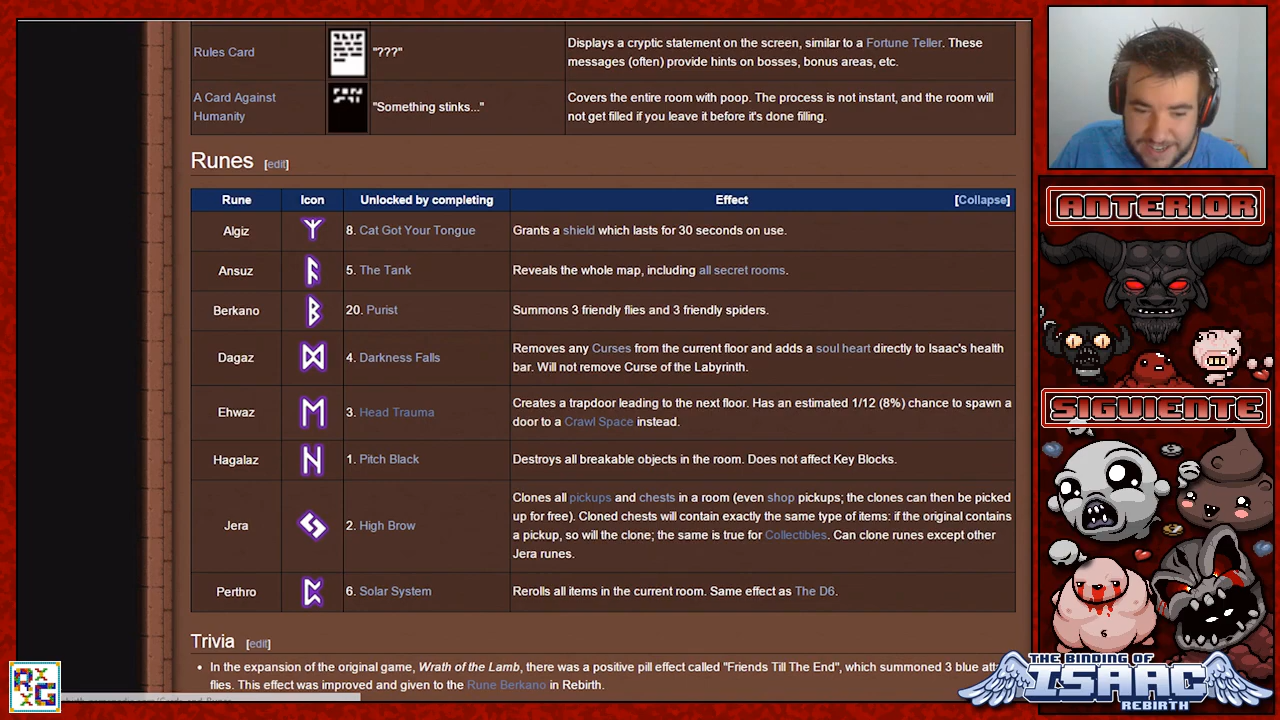 Rules Card
"???"
Displays a cryptic statement on the screen, similar to a Fortune Teller. These
messages (often) provide hints on bosses, bonus areas, etc.
A Card Against
Humanity
"Something stinks..."
Covers the entire room with poop. The process is not instant, and the room will
not get filled if you leave it before it's done filling.
Runes [edit]
Rune Icon Unlocked by completing Effect [Collapse]
Algiz 8. Cat Got Your Tongue Grants a shield which lasts for 30 seconds on use.
Ansuz 5. The Tank Reveals the whole map, including all secret rooms.
Berkano 20. Purist Summons 3 friendly flies and 3 friendly spiders.
Dagaz 4. Darkness Falls
Removes any Curses from the current floor and adds a soul heart directly to Isaac's health
bar. Will not remove Curse of the Labyrinth.
Ehwaz 3. Head Trauma
Creates a trapdoor leading to the next floor. Has an estimated 1/12 (8%) chance to spawn a
door to a Crawl Space instead.
Hagalaz 1. Pitch Black Destroys all breakable objects in the room. Does not affect Key Blocks.
Jera 2. High Brow
Clones all pickups and chests in a room (even shop pickups; the clones can then be picked
up for free). Cloned chests will contain exactly the same type of items: if the original contains
a pickup, so will the clone; the same is true for Collectibles. Can clone runes except other
Jera runes.
Perthro 6. Solar System Rerolls all items in the current room. Same effect as The D6.
Trivia [edit]
In the expansion of the original game, Wrath of the Lamb, there was a positive pill effect called "Friends Till The End", which summoned 3 blue
flies. This effect was improved and given to the Rune Berkano in Rebirth.
ANTERIOR
SIGUIENTE
THE BINDING OF
ISAAC
REBIRTH